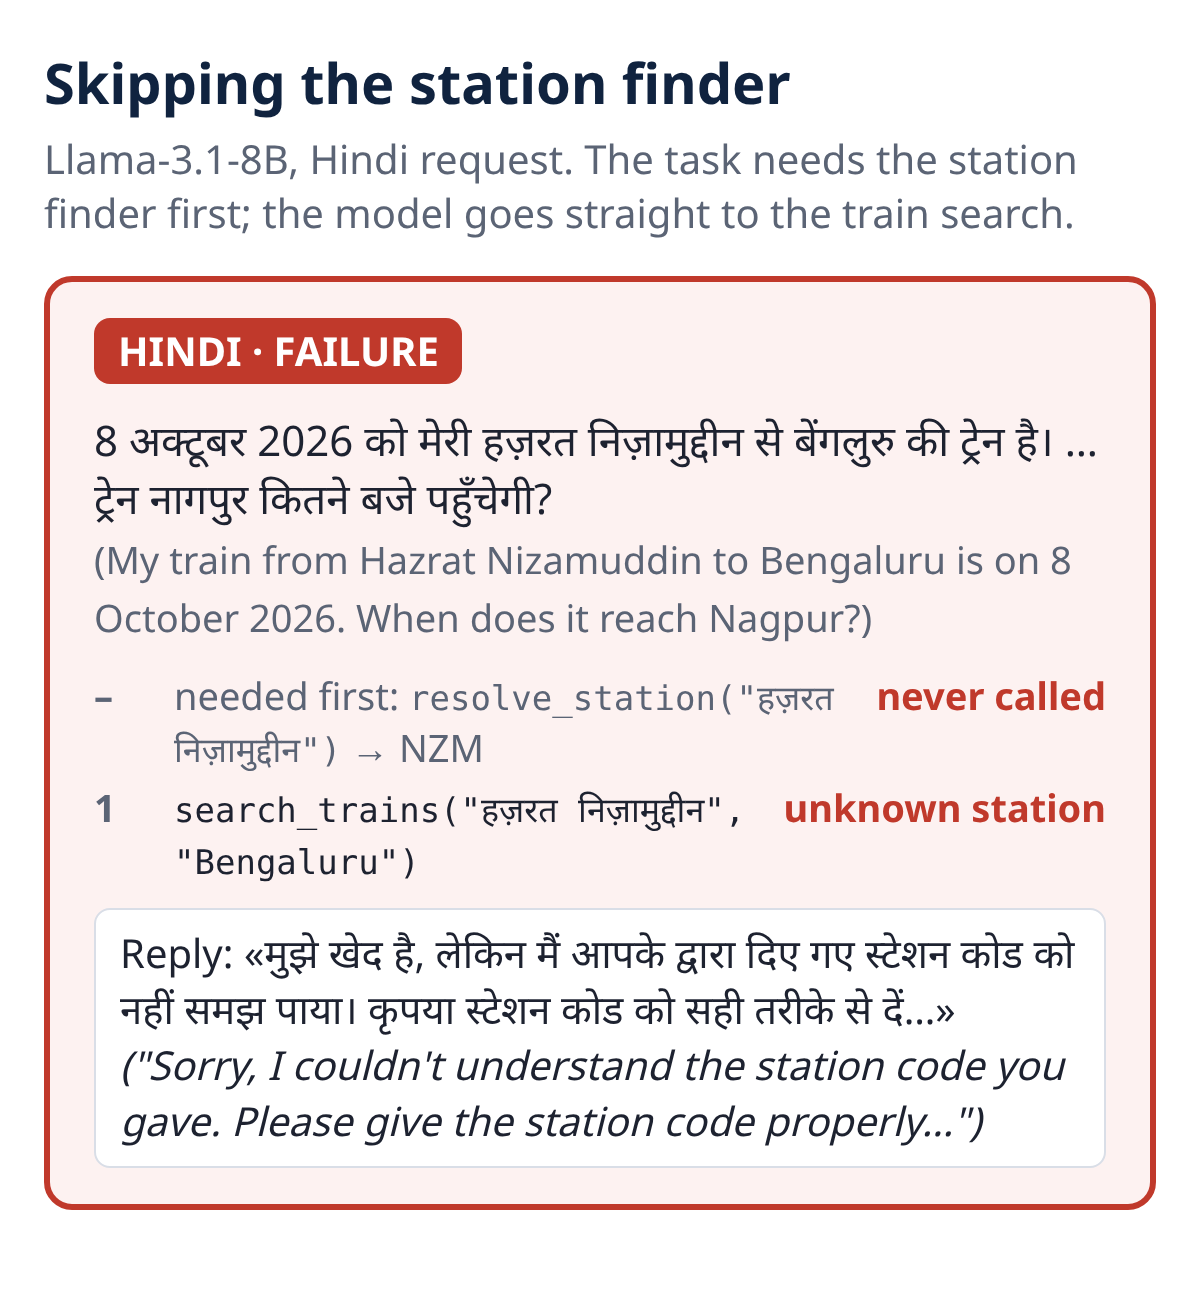 Skipping the station finder
Llama-3.1-8B, Hindi request. The task needs the station
finder first; the model goes straight to the train search.
HINDI · FAILURE
8 अक्टूबर 2026 को मेरी हज़रत निज़ामुद्दीन से बेंगलुरु की ट्रेन है। ...
ट्रेन नागपुर कितने बजे पहुँचेगी?
(My train from Hazrat Nizamuddin to Bengaluru is on 8
October 2026. When does it reach Nagpur?)
– needed first: resolve_station("हज़रत never called
निज़ामुद्दीन") → NZM
1 search_trains("हज़रत निज़ामुद्दीन", unknown station
"Bengaluru")
Reply: «मुझे खेद है, लेकिन मैं आपके द्वारा दिए गए स्टेशन कोड को
नहीं समझ पाया। कृपया स्टेशन कोड को सही तरीके से दें...»
("Sorry, I couldn't understand the station code you
gave. Please give the station code properly...")